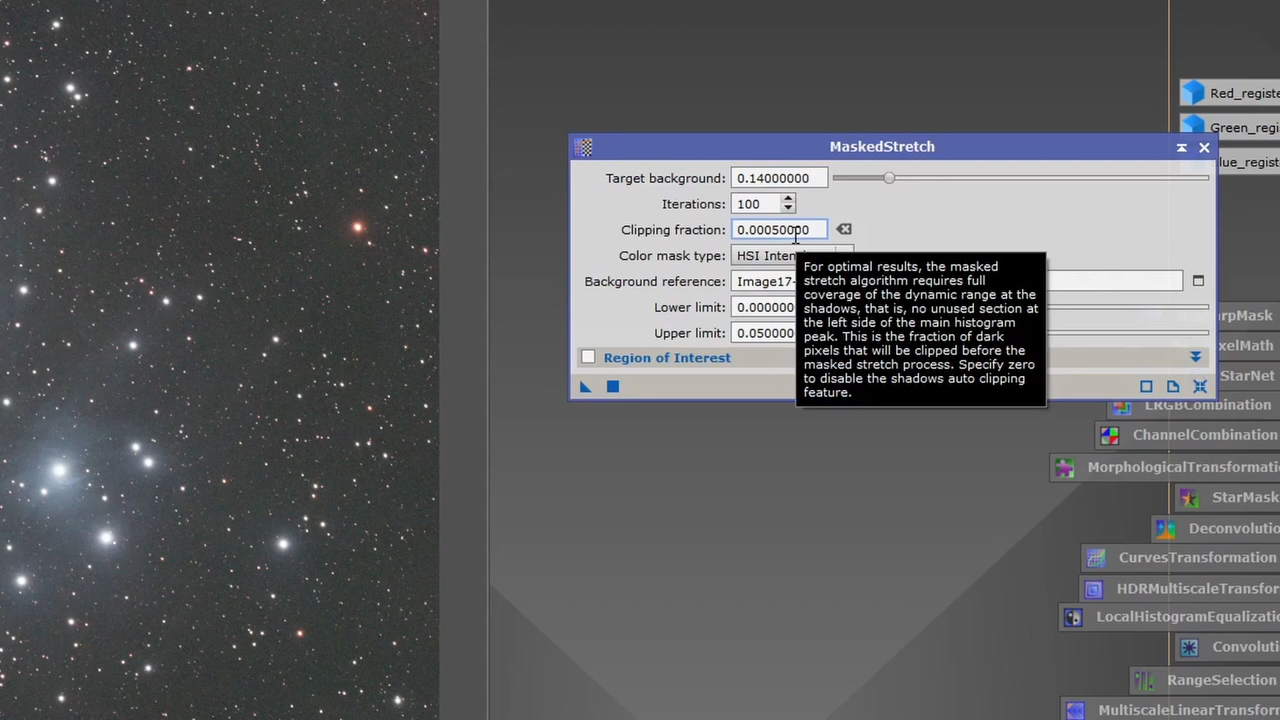 Red_registe
Green_regi
lue_regist
MaskedStretch
Target background: 0.14000000
Iterations: 100
Clipping fraction: 0.00050000
Color mask type: HSI Inten
Background reference: Image17-
Lower limit: 0.000000
Upper limit: 0.050000
Region of Interest
For optimal results, the masked
stretch algorithm requires full
coverage of the dynamic range at the
shadows, that is, no unused section at
the left side of the main histogram
peak. This is the fraction of dark
pixels that will be clipped before the
masked stretch process. Specify zero
to disable the shadows auto clipping
feature.
arpMask
xelMath
StarNet
LRGBCombination
ChannelCombination
MorphologicalTransformati
StarMask
Deconvolutio
CurvesTransformation
HDRMultiscaleTransfor
LocalHistogramEqualizatio
Convoluti
RangeSelection
MultiscaleLinearTransform